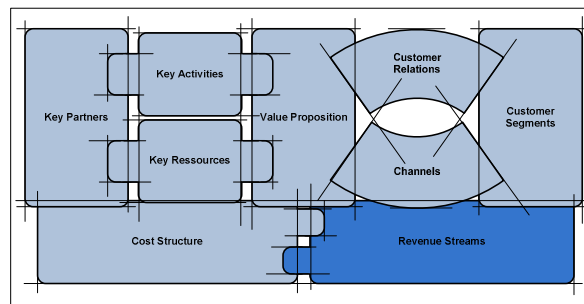 Key Partners
Key Activities
Key Ressources
Value Proposition
Customer
Relations
Channels
Customer
Segments
Cost Structure
Revenue Streams